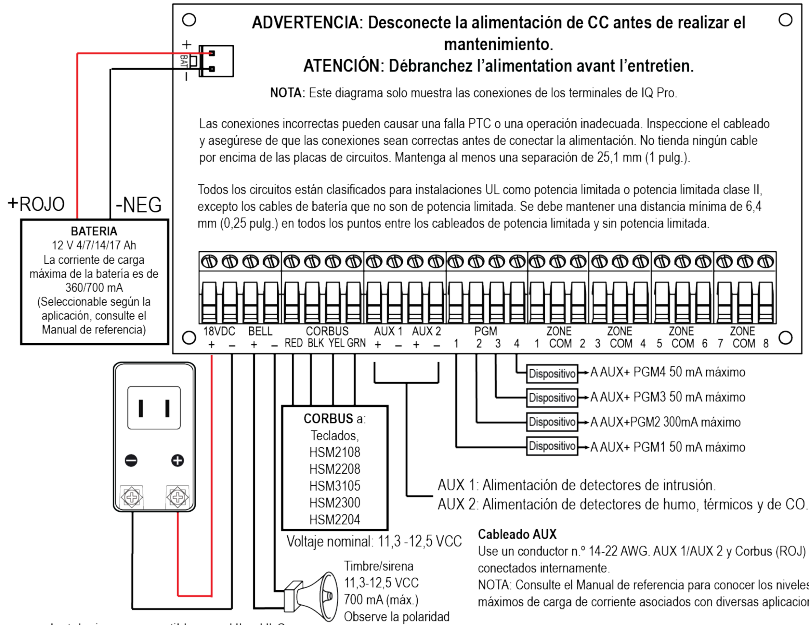 ADVERTENCIA: Desconecte la alimentación de CC antes de realizar el
mantenimiento.
ATENCIÓN: Débranchez l'alimentation avant l'entretien.
NOTA: Este diagrama solo muestra las conexiones de los terminales de IQ Pro.
Las conexiones incorrectas pueden causar una falla PTC o una operación inadecuada. Inspeccione el cableado
y asegúrese de que las conexiones sean correctas antes de conectar la alimentación. No tienda ningún cable
por encima de las placas de circuitos. Mantenga al menos una separación de 25,1 mm (1 pulg.).
Todos los circuitos están clasificados para instalaciones UL como potencia limitada o potencia limitada clase II,
excepto los cables de batería que no son de potencia limitada. Se debe mantener una distancia mínima de 6,4
mm (0,25 pulg.) en todos los puntos entre los cableados de potencia limitada y sin potencia limitada.
+ BAT −
+ROJO -NEG
BATERIA
12 V 4/7/14/17 Ah
La corriente de carga
máxima de la batería es de
360/700 mA
(Seleccionable según la
aplicación, consulte el
Manual de referencia)
18VDC BELL CORBUS AUX 1 AUX 2 PGM ZONE ZONE ZONE ZONE
+ − + − RED BLK YEL GRN + − + − 1 2 3 4 1 COM 2 3 COM 4 5 COM 6 7 COM 8
Dispositivo A AUX+ PGM4 50 mA máximo
Dispositivo A AUX+ PGM3 50 mA máximo
Dispositivo A AUX+PGM2 300mA máximo
Dispositivo A AUX+ PGM1 50 mA máximo
CORBUS a:
Teclados,
HSM2108
HSM2208
HSM3105
HSM2300
HSM2204
AUX 1: Alimentación de detectores de intrusión.
AUX 2: Alimentación de detectores de humo, térmicos y de CO.
Voltaje nominal: 11,3 -12,5 VCC
Cableado AUX
Use un conductor n.º 14-22 AWG. AUX 1/AUX 2 y Corbus (ROJ)
conectados internamente.
NOTA: Consulte el Manual de referencia para conocer los niveles
máximos de carga de corriente asociados con diversas
Timbre/sirena
11,3-12,5 VCC
700 mA (máx.)
Observe la polaridad